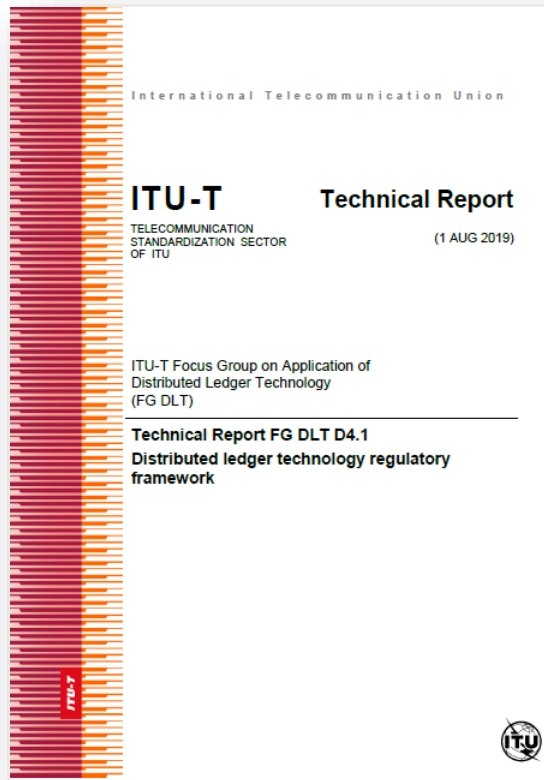 International Telecommunication Union
ITU-T
Technical Report
TELECOMMUNICATION
STANDARDIZATION SECTOR
OF ITU
(1 AUG 2019)
ITU-T Focus Group on Application of
Distributed Ledger Technology
(FG DLT)
Technical Report FG DLT D4.1
Distributed ledger technology regulatory
framework
ITU-T
ITU